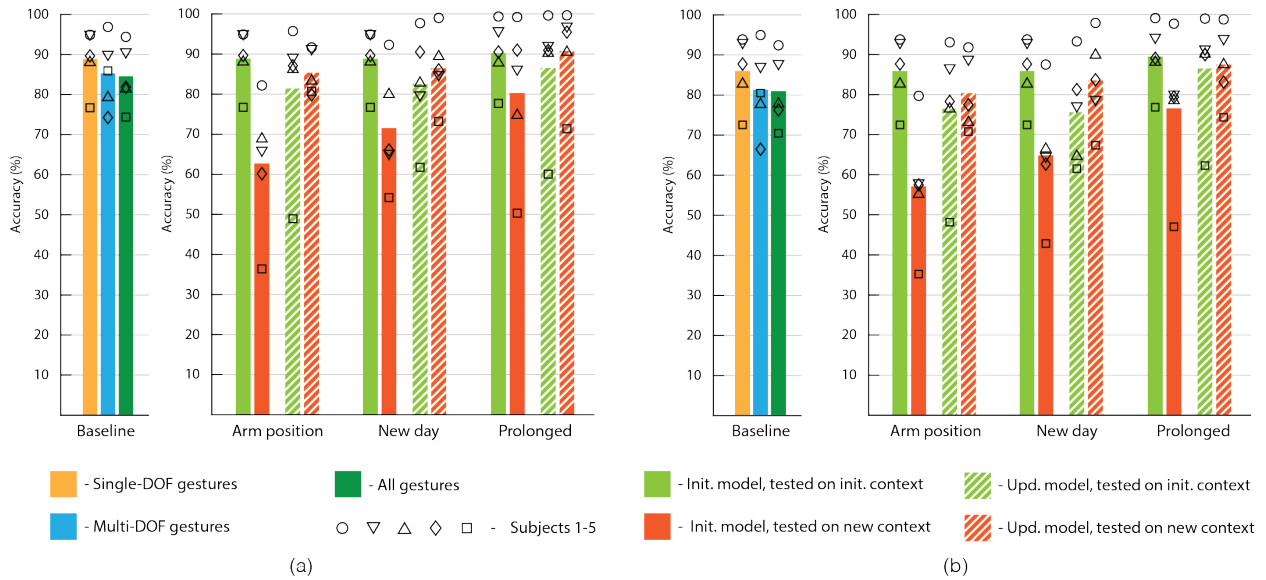 100
90
80
70
60
50
40
30
20
10
Accuracy (%)
Baseline
100
90
80
70
60
50
40
30
20
10
Accuracy (%)
Arm position
New day
Prolonged
100
90
80
70
60
50
40
30
20
10
Accuracy (%)
Baseline
100
90
80
70
60
50
40
30
20
10
Accuracy (%)
Arm position
New day
Prolonged
- Single-DOF gestures
- All gestures
- Multi-DOF gestures
- Subjects 1-5
- Init. model, tested on init. context
- Upd. model, tested on init. context
- Init. model, tested on new context
- Upd. model, tested on new context
(a)
(b)